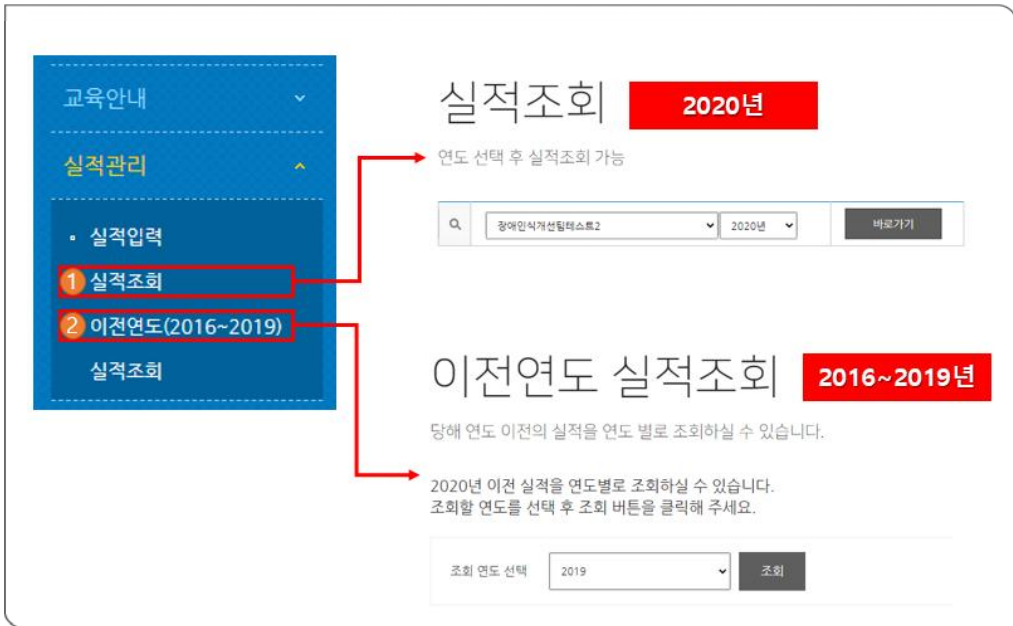 교육안내
실적관리
실적입력
1 실적조회
2 이전연도(2016~2019)
실적조회
실적조회 2020년
연도 선택 후 실적조회 가능
장애인식개선팀테스트2 2020년 바로가기
이전연도 실적조회 2016~2019년
당해 연도 이전의 실적을 연도 별로 조회하실 수 있습니다.
2020년 이전 실적을 연도별로 조회하실 수 있습니다.
조회할 연도를 선택 후 조회 버튼을 클릭해 주세요.
조회 연도 선택 2019 조회